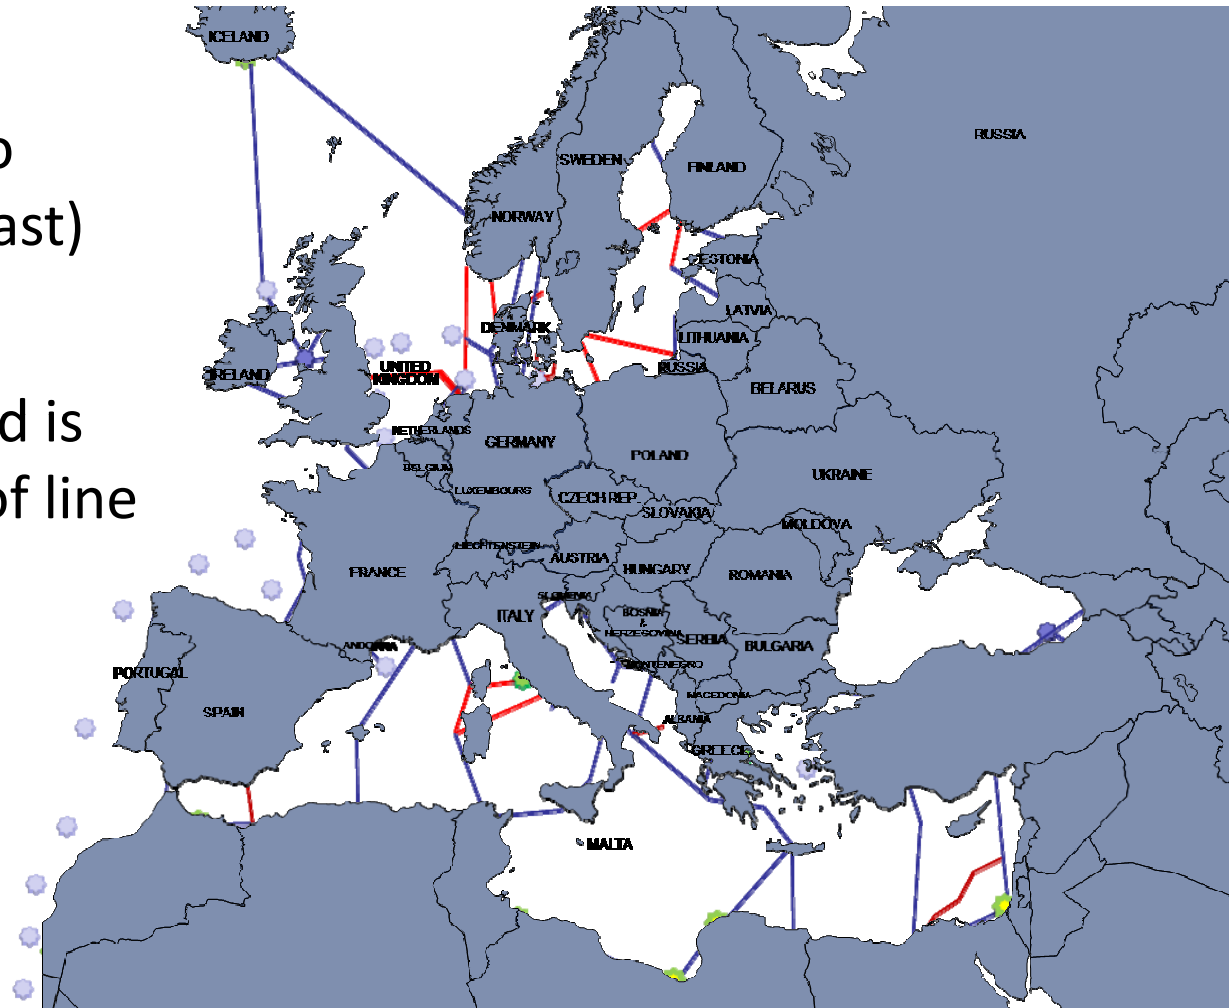 ICELAND
o
RUSSIA
SWEDEN
FINLAND
NORWAY
ast)
ESTONIA
LATVIA
DENMARK
LITHUANIA
UNITED
KINGDOM
RUSSIA
IRELAND
BELARUS
d is
NETHERLANDS
GERMANY
POLAND
BELGIUM
UKRAINE
LUXEMBOURG
CZECH REP.
of line
SLOVAKIA
MOLDOVA
LIECHTENSTEIN
AUSTRIA
FRANCE
HUNGARY
ROMANIA
SLOVENIA
ITALY
BOSNIA
&
HERZEGOVINA
SERBIA
ANDORRA
BULGARIA
MONTENEGRO
PORTUGAL
MACEDONIA
SPAIN
ALBANIA
GREECE
MALTA